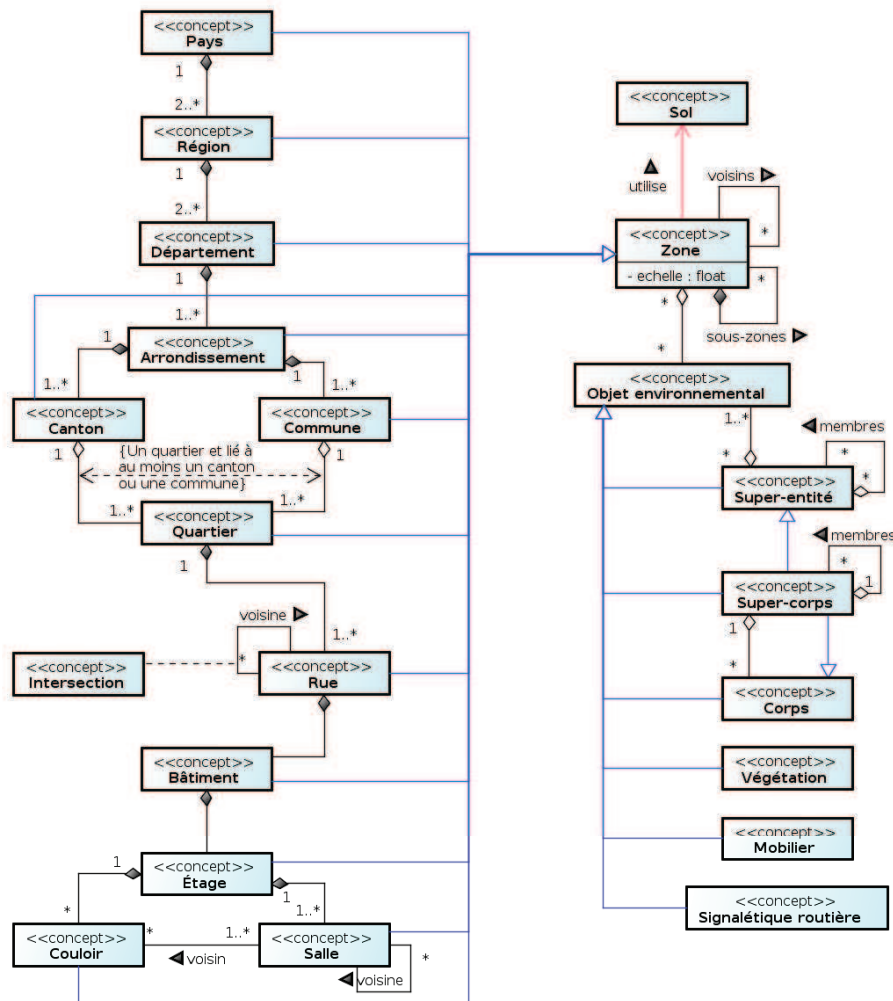 <<concept>>
Pays
1
2..*
<<concept>>
Région
1
2..*
<<concept>>
Département
1
1..*
<<concept>>
Arrondissement
1
1
1..*
1..*
<<concept>>
Canton
<<concept>>
Commune
1
{Un quartier et lié à
au moins un canton
ou une commune}
1
1..*
1..*
<<concept>>
Quartier
1
1..*
voisine
*
<<concept>>
Intersection
<<concept>>
Rue
<<concept>>
Bâtiment
<<concept>>
Étage
1
1
*
1..*
<<concept>>
Couloir
*
1..*
voisin
<<concept>>
Salle
*
voisine
<<concept>>
Sol
utilise
voisins
*
<<concept>>
Zone
- echelle : float
*
*
sous-zones
*
<<concept>>
Objet environnemental
1..*
*
membres
*
*
<<concept>>
Super-entité
membres
*
1
<<concept>>
Super-corps
1
*
<<concept>>
Corps
<<concept>>
Végétation
<<concept>>
Mobilier
<<concept>>
Signalétique routière